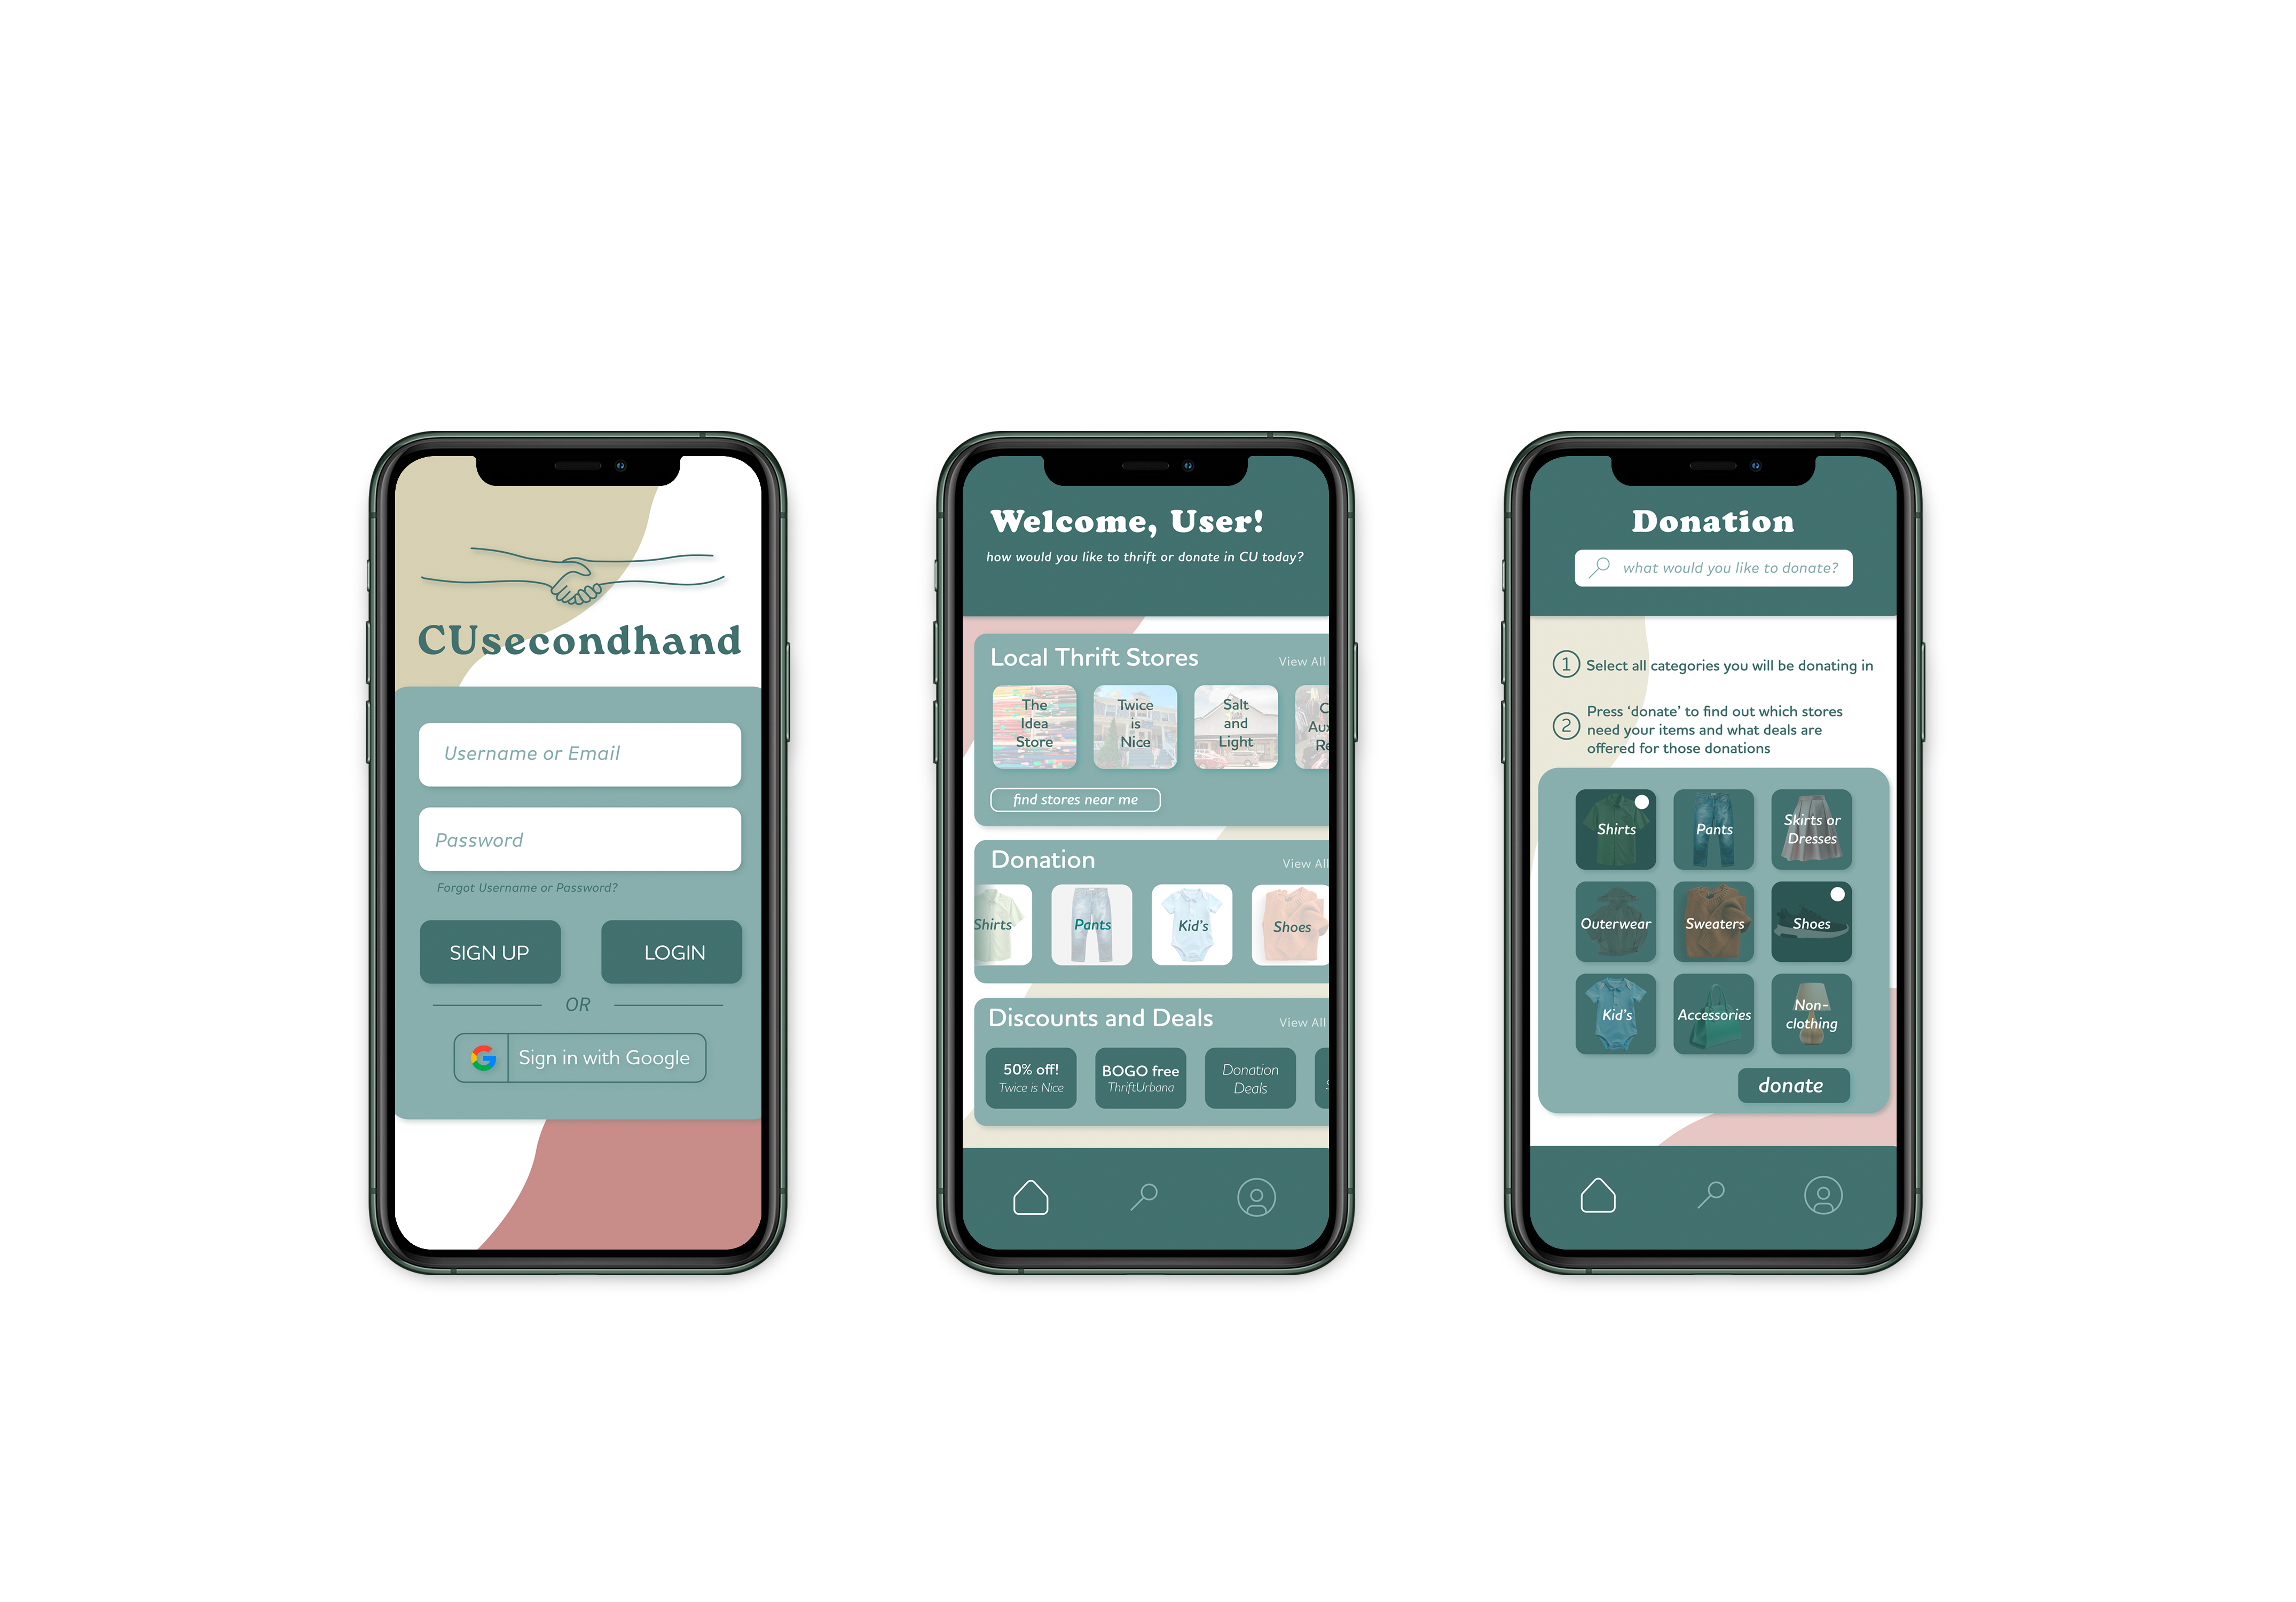 CUsecondhand
Username or Email
Password
Forgot Username or Password?
SIGN UP
LOGIN
OR
Sign in with Google
Welcome, User!
how would you like to thrift or donate in CU today?
Local Thrift Stores
View All
The
Idea
Store
Twice
is
Nice
Salt
and
Light
find stores near me
Donation
View All
Shirts
Pants
Kid's
Shoes
Discounts and Deals
View All
50% off!
Twice is Nice
BOGO free
ThriftUrbana
Donation
Deals
Donation
what would you like to donate?
1 Select all categories you will be donating in
2 Press ‘donate’ to find out which stores
need your items and what deals are
offered for those donations
Shirts
Pants
Skirts or
Dresses
Outerwear
Sweaters
Shoes
Kid's
Accessories
Non-
clothing
donate